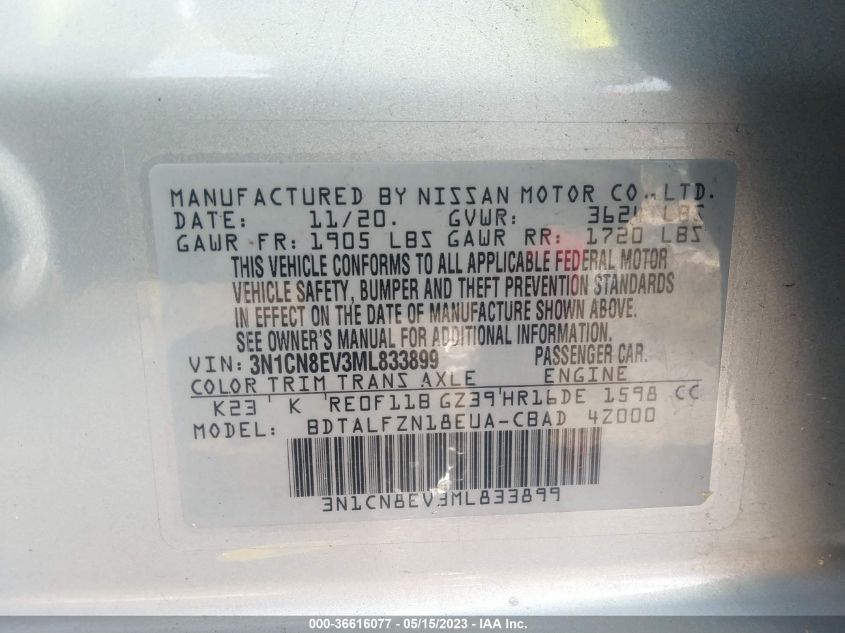 MANUFACTURED BY NISSAN MOTOR CO., LTD.
DATE: 11/20. GVWR: 3624 LBS
GAWR FR: 1905 LBS GAWR RR: 1720 LBS
THIS VEHICLE CONFORMS TO ALL APPLICABLE FEDERAL MOTOR
VEHICLE SAFETY, BUMPER AND THEFT PREVENTION STANDARDS
IN EFFECT ON THE DATE OF MANUFACTURE SHOWN ABOVE.
SEE OWNER'S MANUAL FOR ADDITIONAL INFORMATION.
VIN: 3N1CN8EV3ML833899 PASSENGER CAR.
COLOR TRIM TRANS AXLE ENGINE
K23 K RE0F11B GZ39 HR16DE 1598 CC
MODEL: BDTALFZN18EUA-CBAD 4Z000
3N1CN8EV3ML833899
000-36616077 - 05/15/2023 - IAA Inc.